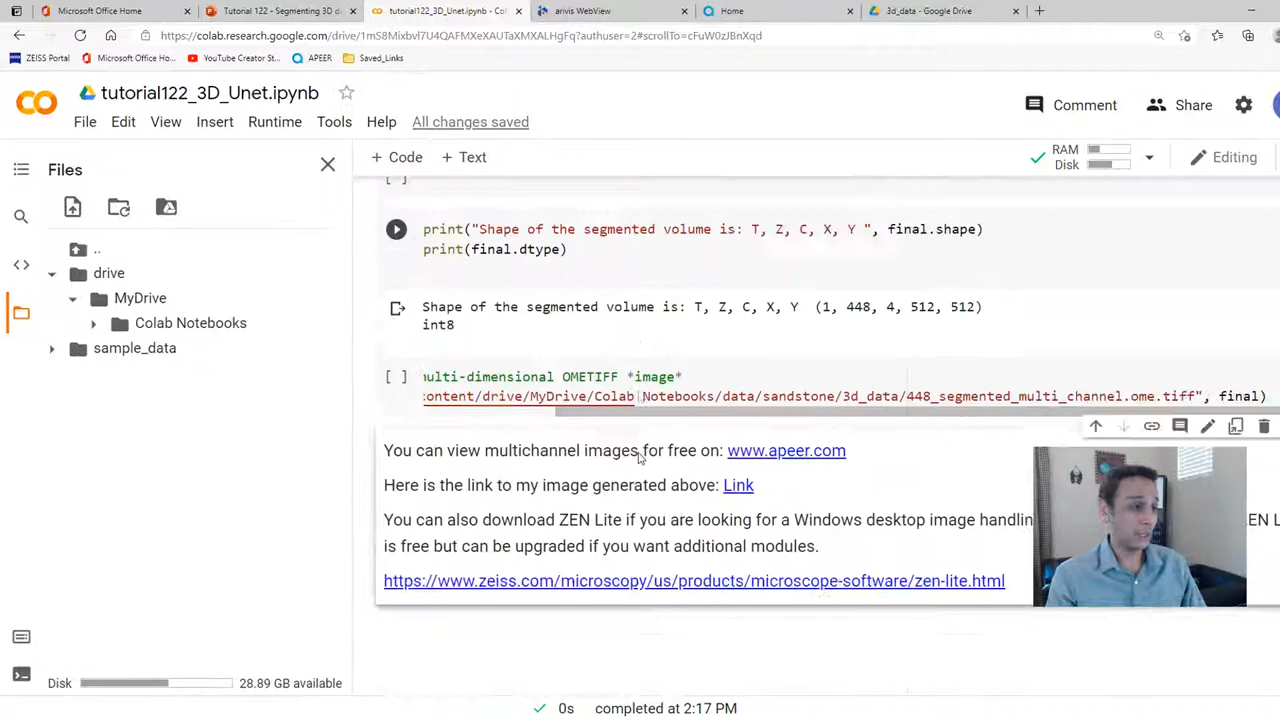 Microsoft Office Home
Tutorial 122 - Segmenting 3D da
tutorial122_3D_Unet.ipynb - Col
arivis WebView
Home
3d_data - Google Drive
https://colab.research.google.com/drive/1mS8Mixbvl7U4QAFMXeXAUTaXMXALHgFq?authuser=2#scrollTo=cFuW0zJBnXqd
ZEISS Portal
Microsoft Office Ho...
YouTube Creator St...
APEER
Saved_Links
tutorial122_3D_Unet.ipynb
Comment
Share
File Edit View Insert Runtime Tools Help All changes saved
+ Code + Text
RAM
Disk
Editing
Files
..
drive
MyDrive
Colab Notebooks
sample_data
print("Shape of the segmented volume is: T, Z, C, X, Y ", final.shape)
print(final.dtype)
Shape of the segmented volume is: T, Z, C, X, Y (1, 448, 4, 512, 512)
int8
[ ] multi-dimensional OMETIFF *image*
content/drive/MyDrive/Colab Notebooks/data/sandstone/3d_data/448_segmented_multi_channel.ome.tiff", final)
You can view multichannel images for free on: www.apeer.com
Here is the link to my image generated above: Link
You can also download ZEN Lite if you are looking for a Windows desktop image handlin EN L
is free but can be upgraded if you want additional modules.
https://www.zeiss.com/microscopy/us/products/microscope-software/zen-lite.html
Disk 28.89 GB available
0s completed at 2:17 PM